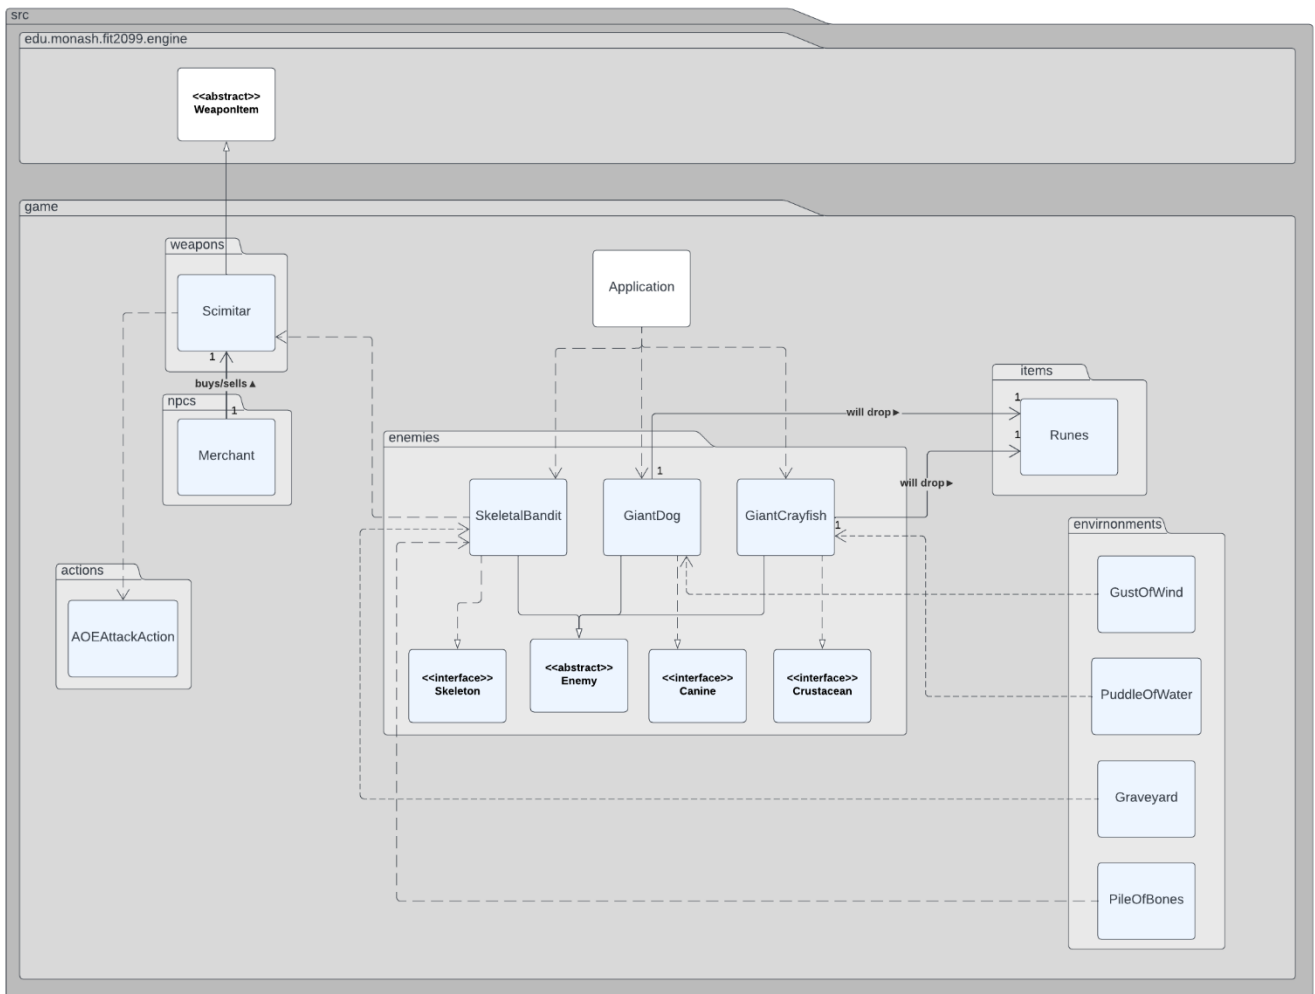 src
edu.monash.fit2099.engine
<<abstract>>
WeaponItem
game
weapons
Scimitar
1
buys/sells ▲
1
npcs
Merchant
Application
items
1
Runes
1
will drop ►
will drop ►
enemies
1
SkeletalBandit
GiantDog
GiantCrayfish
1
<<interface>>
Skeleton
<<abstract>>
Enemy
<<interface>>
Canine
<<interface>>
Crustacean
actions
AOEAttackAction
envirnonments
GustOfWind
PuddleOfWater
Graveyard
PileOfBones